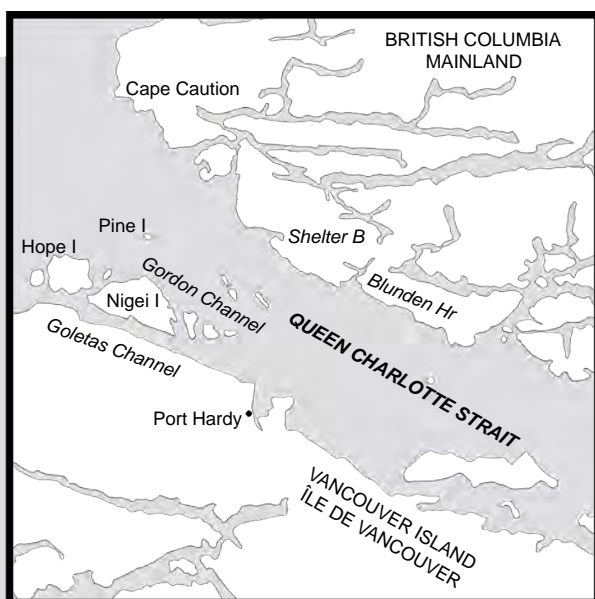 BRITISH COLUMBIA
MAINLAND
Cape Caution
Pine I
Shelter B
Hope I
Gordon Channel
Nigei I
Blunden Hr
Goletas Channel
QUEEN CHARLOTTE STRAIT
Port Hardy
VANCOUVER ISLAND
ÎLE DE VANCOUVER